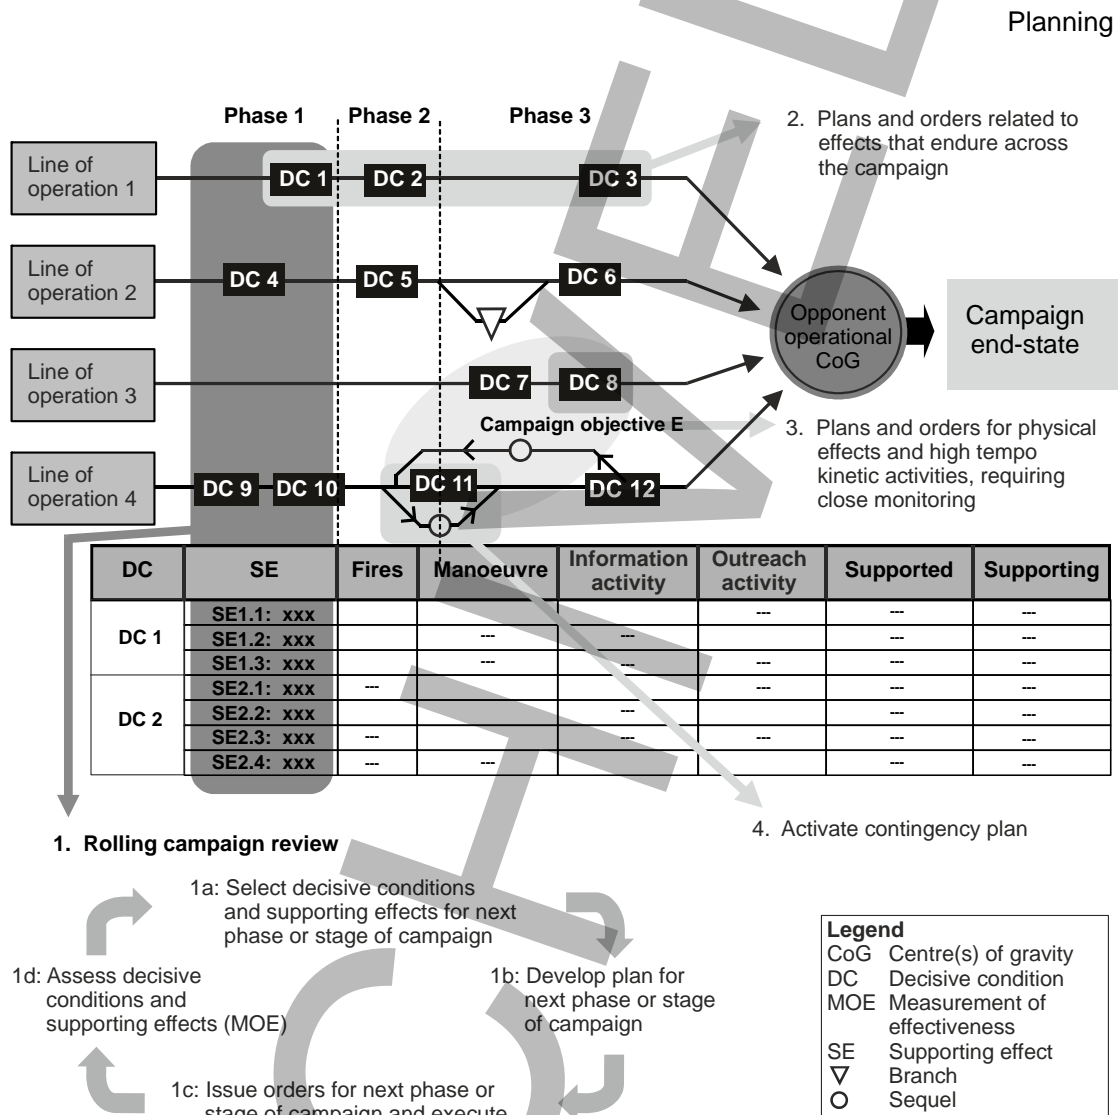 Planning
Phase 1 Phase 2 Phase 3
2. Plans and orders related to
effects that endure across
the campaign
Line of
operation 1
DC 1 DC 2 DC 3
Line of
operation 2
DC 4 DC 5 DC 6
Opponent
operational
CoG
Campaign
end-state
Line of
operation 3
DC 7 DC 8
Campaign objective E
3. Plans and orders for physical
effects and high tempo
kinetic activities, requiring
close monitoring
Line of
operation 4
DC 9 DC 10 DC 11 DC 12
DC SE Fires Manoeuvre Information activity Outreach activity Supported Supporting
DC 1
SE1.1: xxx --- --- ---
SE1.2: xxx --- --- --- ---
SE1.3: xxx --- --- --- --- ---
DC 2
SE2.1: xxx --- --- --- ---
SE2.2: xxx --- --- ---
SE2.3: xxx --- --- --- --- ---
SE2.4: xxx --- --- --- ---
4. Activate contingency plan
1. Rolling campaign review
1a: Select decisive conditions
and supporting effects for next
phase or stage of campaign
1b: Develop plan for
next phase or stage
of campaign
1c: Issue orders for next phase or
stage of campaign and execute
1d: Assess decisive
conditions and
supporting effects (MOE)
Legend
CoG Centre(s) of gravity
DC Decisive condition
MOE Measurement of
effectiveness
SE Supporting effect
Branch
Sequel